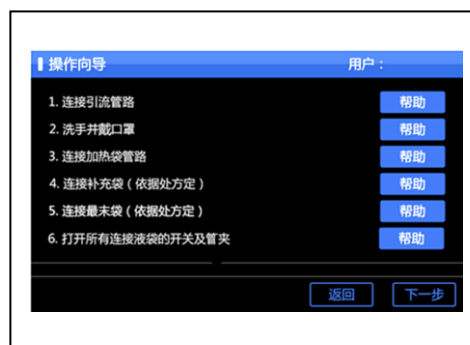 操作向导 用户：
1. 连接引流管路 帮助
2. 洗手并戴口罩 帮助
3. 连接加热袋管路 帮助
4. 连接补充袋（依据处方定） 帮助
5. 连接最末袋（依据处方定） 帮助
6. 打开所有连接液袋的开关及管夹 帮助
返回 下一步